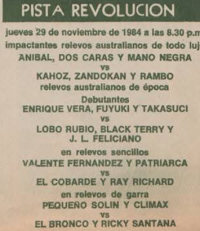 PISTA REVOLUCION
jueves 29 de noviembre de 1984 a las 8.30 p.m
impactantes relevos australianos de todo luj
ANIBAL, DOS CARAS Y MANO NEGRA
vs
KAHOZ, ZANDOKAN Y RAMBO
relevos australianos de época
Debutantes
ENRIQUE VERA, FUYUKI Y TAKASUCI
vs
LOBO RUBIO, BLACK TERRY Y
J. L. FELICIANO
en relevos sencillos
VALENTE FERNANDEZ Y PATRIARCA
vs
EL COBARDE Y RAY RICHARD
en relevos de garra
PEQUEÑO SOLIN Y CLIMAX
vs
EL BRONCO Y RICKY SANTANA